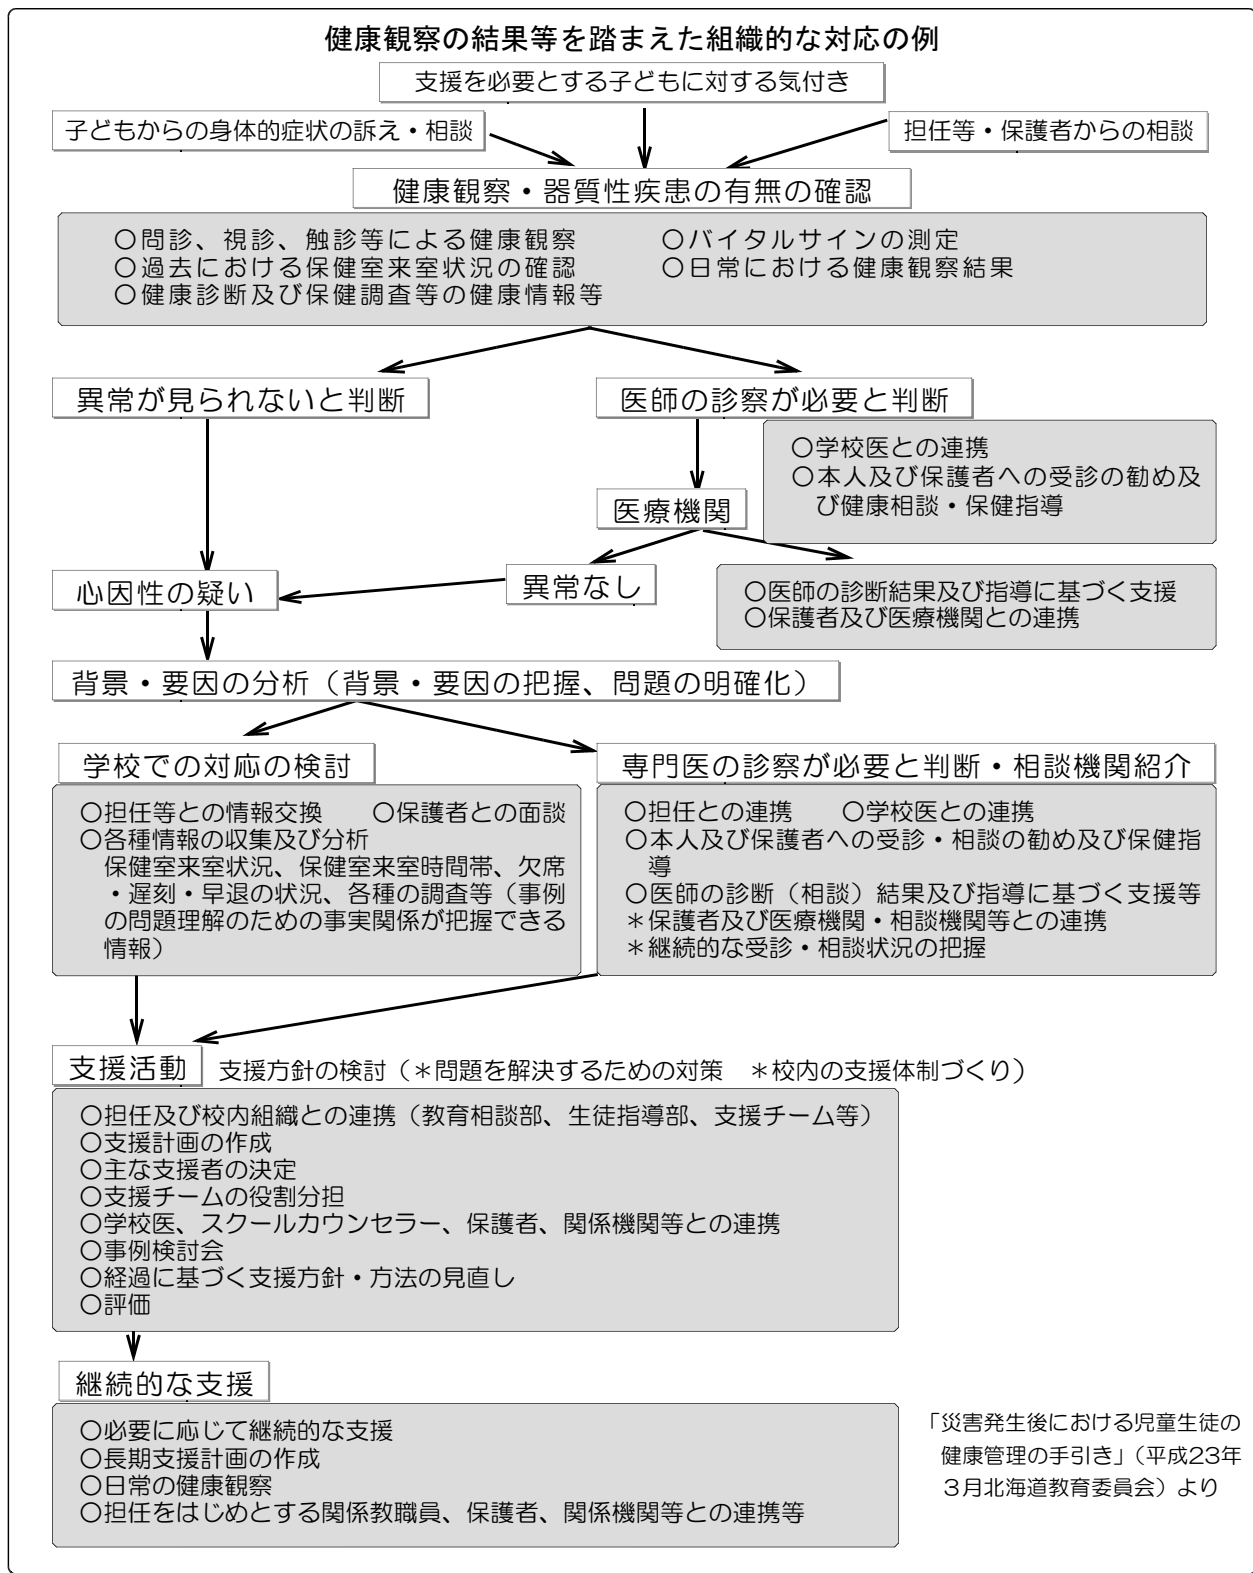 健康観察の結果等を踏まえた組織的な対応の例
支援を必要とする子どもに対する気付き
子どもからの身体的症状の訴え・相談
担任等・保護者からの相談
健康観察・器質性疾患の有無の確認
○問診、視診、触診等による健康観察 ○バイタルサインの測定
○過去における保健室来室状況の確認 ○日常における健康観察結果
○健康診断及び保健調査等の健康情報等
異常が見られないと判断
医師の診察が必要と判断
○学校医との連携
○本人及び保護者への受診の勧め及
び健康相談・保健指導
医療機関
心因性の疑い
異常なし
○医師の診断結果及び指導に基づく支援
○保護者及び医療機関との連携
背景・要因の分析（背景・要因の把握、問題の明確化）
学校での対応の検討
○担任等との情報交換 ○保護者との面談
○各種情報の収集及び分析
保健室来室状況、保健室来室時間帯、欠席
・遅刻・早退の状況、各種の調査等（事例
の問題理解のための事実関係が把握できる
情報）
専門医の診察が必要と判断・相談機関紹介
○担任との連携 ○学校医との連携
○本人及び保護者への受診・相談の勧め及び保健指
導
○医師の診断（相談）結果及び指導に基づく支援等
＊保護者及び医療機関・相談機関等との連携
＊継続的な受診・相談状況の把握
支援活動 支援方針の検討（＊問題を解決するための対策 ＊校内の支援体制づくり）
○担任及び校内組織との連携（教育相談部、生徒指導部、支援チーム等）
○支援計画の作成
○主な支援者の決定
○支援チームの役割分担
○学校医、スクールカウンセラー、保護者、関係機関等との連携
○事例検討会
○経過に基づく支援方針・方法の見直し
○評価
継続的な支援
○必要に応じて継続的な支援
○長期支援計画の作成
○日常の健康観察
○担任をはじめとする関係教職員、保護者、関係機関等との連携等
「災害発生後における児童生徒の
健康管理の手引き」（平成23年
３月北海道教育委員会）より